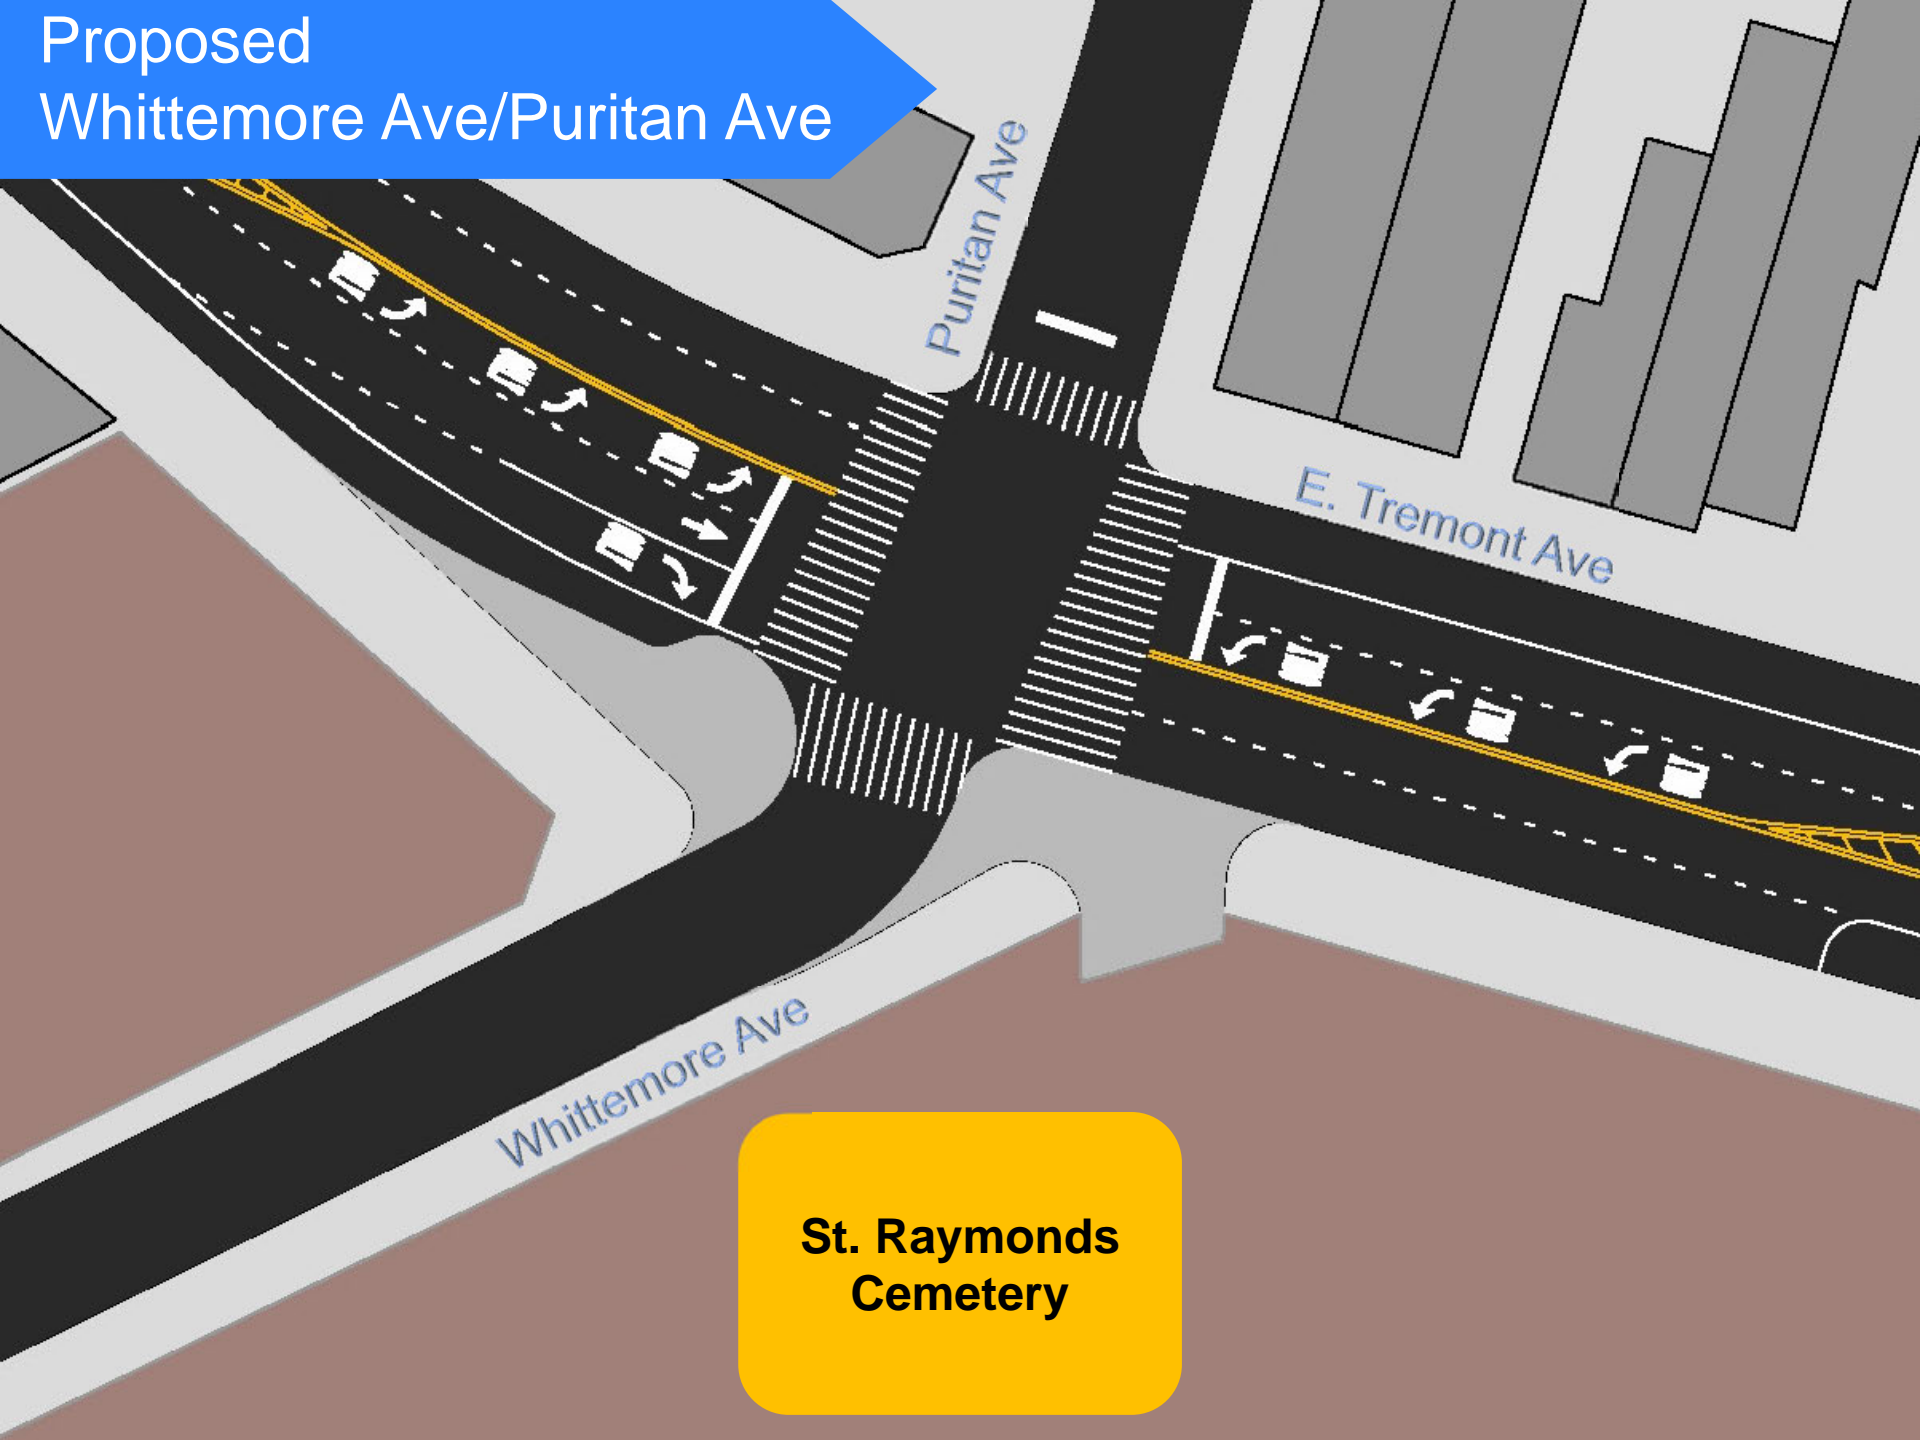 Proposed
Whittemore Ave/Puritan Ave
Puritan Ave
E. Tremont Ave
Whittemore Ave
St. Raymonds
Cemetery